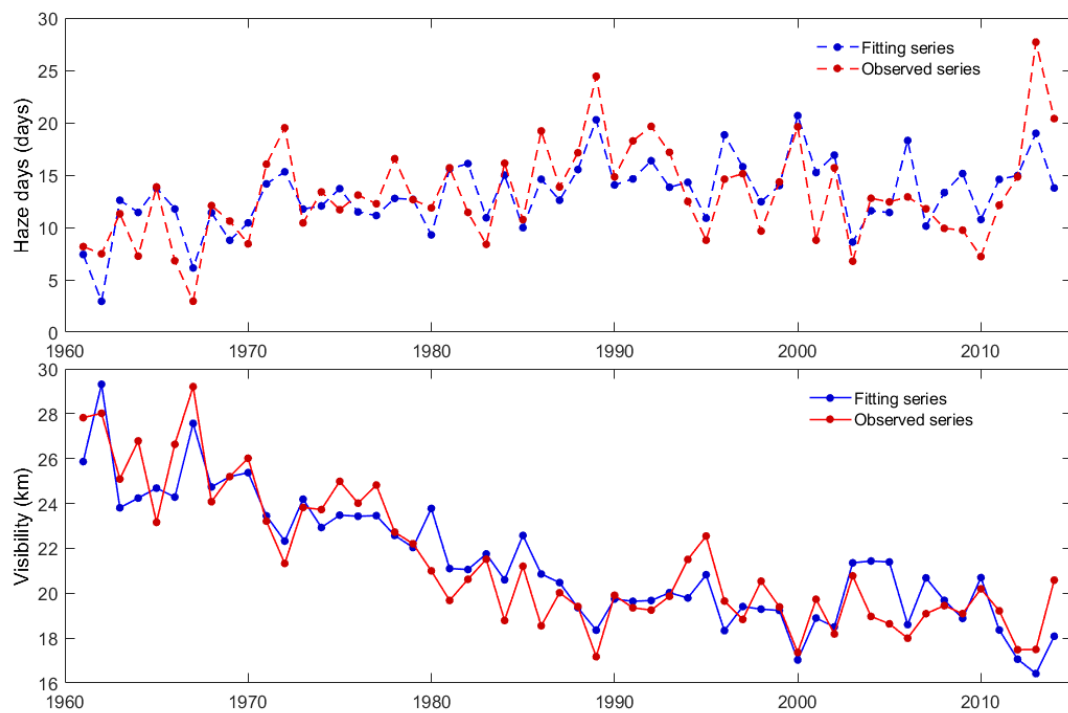 30
25
20
15
10
5
0
Haze days (days)
Fitting series
Observed series
1960 1970 1980 1990 2000 2010
30
28
26
24
22
20
18
16
Visibility (km)
Fitting series
Observed series
1960 1970 1980 1990 2000 2010